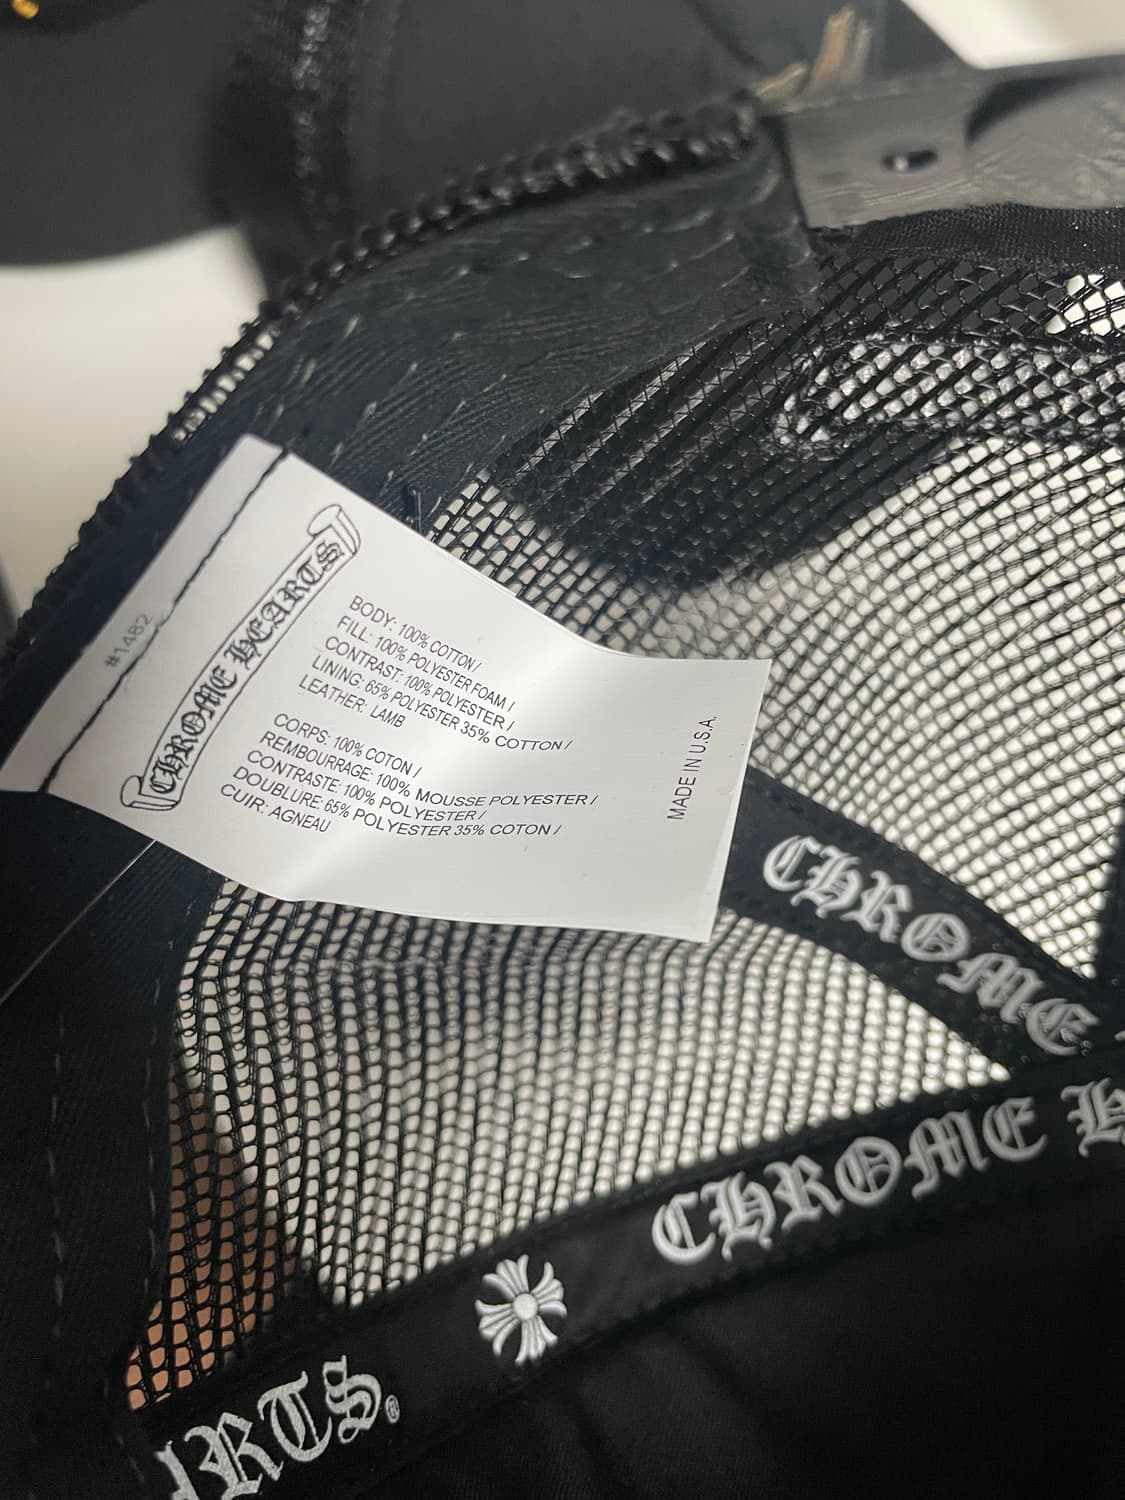 #1482
CHROME HEARTS
BODY: 100% COTTON /
FILL: 100% POLYESTER FOAM /
CONTRAST: 100% POLYESTER /
LINING: 65% POLYESTER 35% COTTON /
LEATHER: LAMB
CORPS: 100% COTON /
REMBOURRAGE: 100% MOUSSE POLYESTER /
CONTRASTE: 100% POLYESTER /
DOUBLURE: 65% POLYESTER 35% COTON /
CUIR: AGNEAU
MADE IN U.S.A.
CHROME
CHROME H
ARTS®